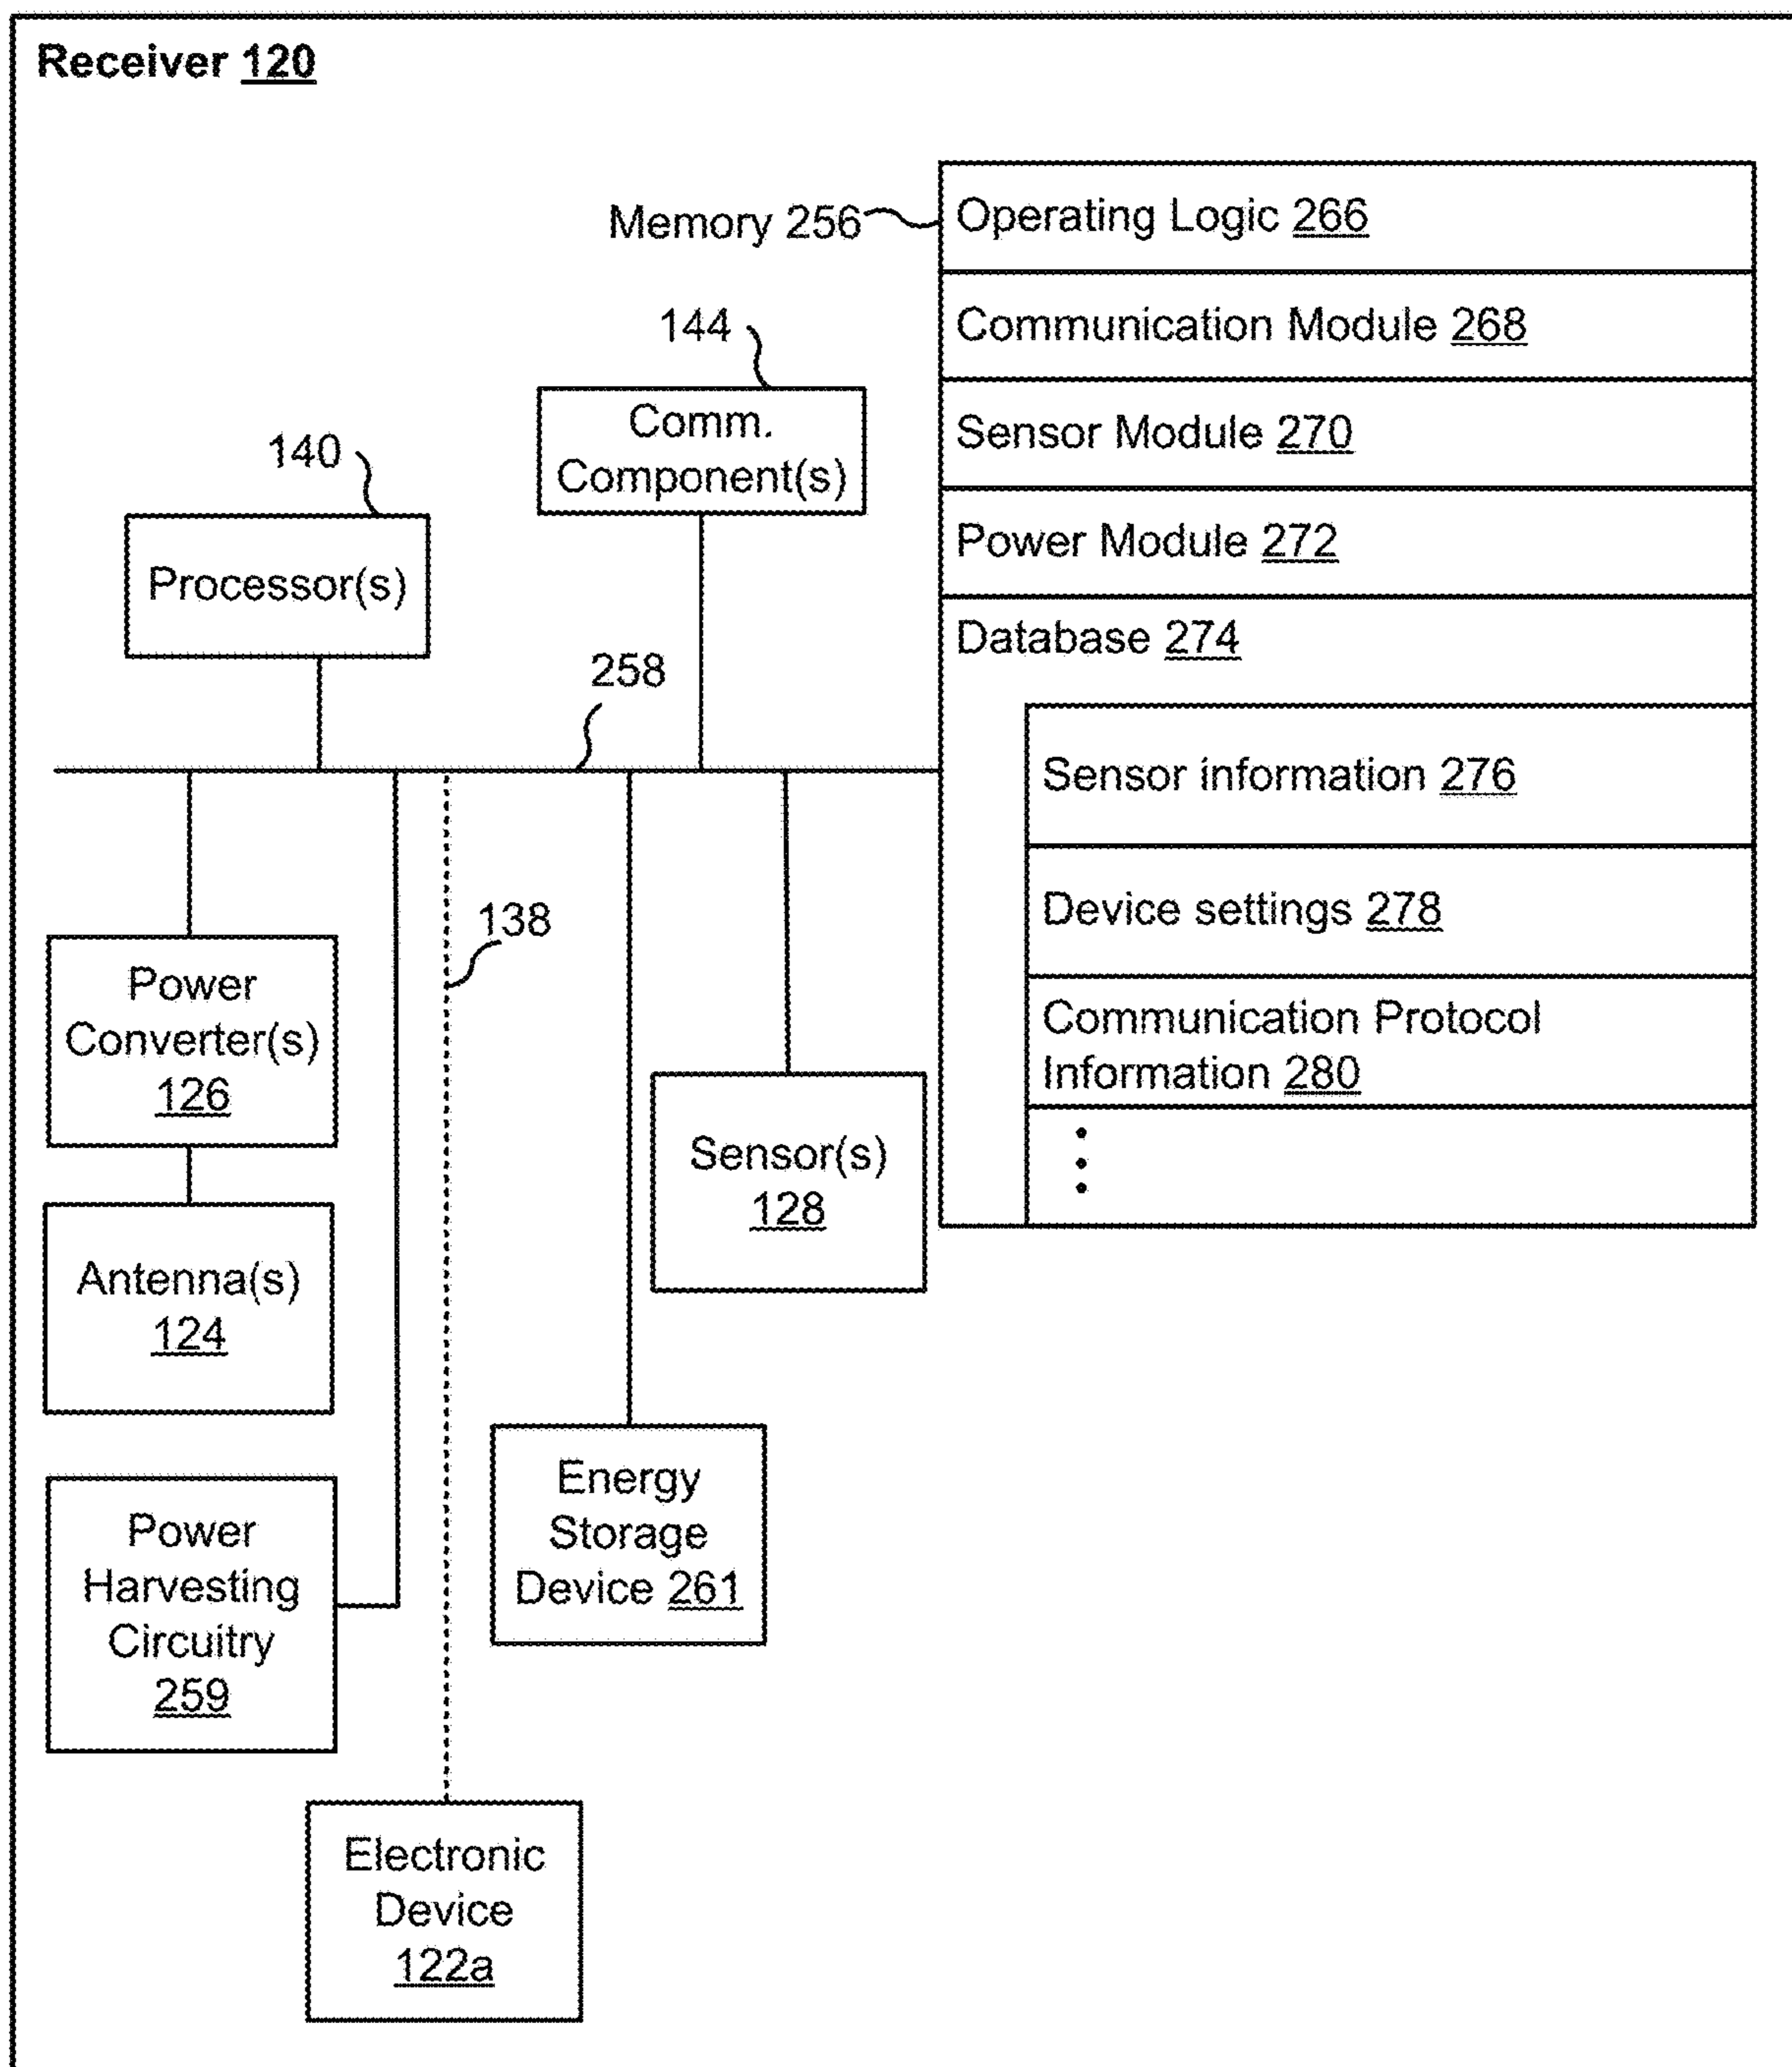 Receiver 120
Memory 256
Operating Logic 266
Communication Module 268
Sensor Module 270
Power Module 272
Database 274
Sensor information 276
Device settings 278
Communication Protocol
Information 280
144
Comm.
Component(s)
140
Processor(s)
258
138
Power
Converter(s)
126
Antenna(s)
124
Power
Harvesting
Circuitry
259
Sensor(s)
128
Energy
Storage
Device 261
Electronic
Device
122a